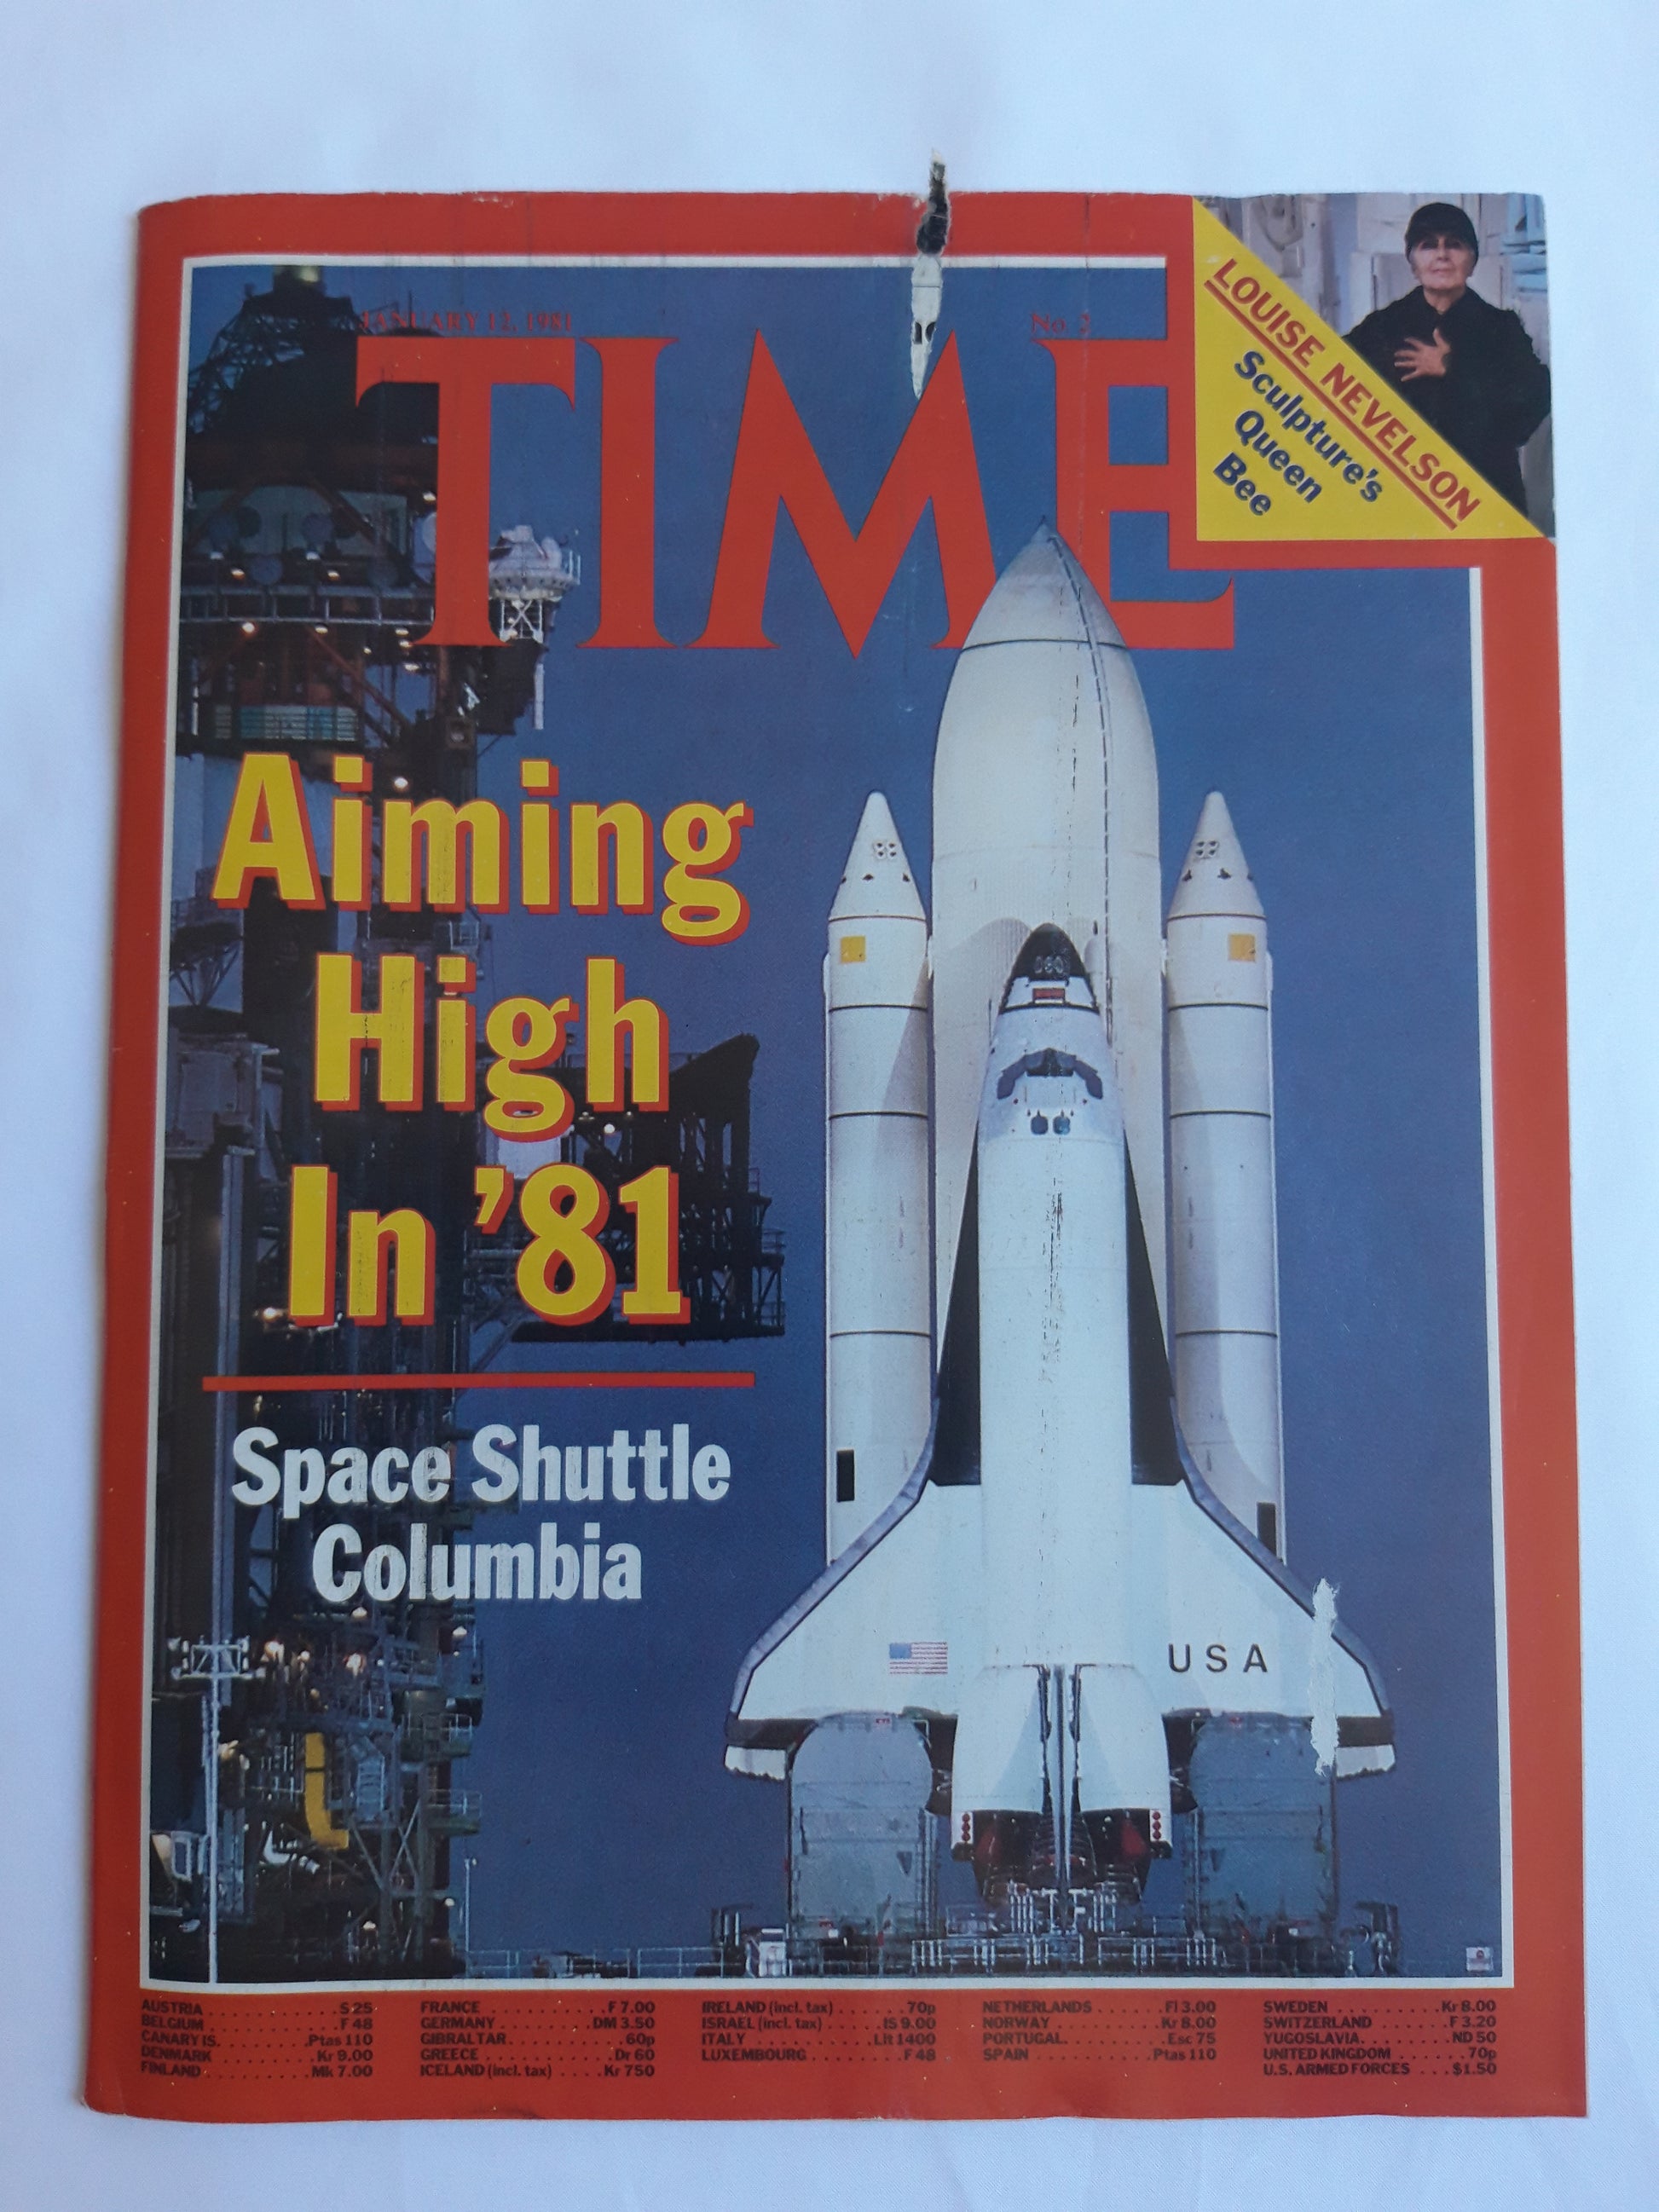 JANUARY 12, 1981
No. 2
TIME
LOUISE NEVELSON
Sculpture's
Queen
Bee
Aiming
High
In '81
Space Shuttle
Columbia
USA
AUSTRIA . . . . . . . . . . . . S 25
BELGIUM . . . . . . . . . . . . F 48
CANARY IS. . . . . . . . . . Ptas 110
DENMARK . . . . . . . . . . Kr 9.00
FINLAND . . . . . . . . . . . Mk 7.00
FRANCE . . . . . . . . . . . F 7.00
GERMANY . . . . . . . . . DM 3.50
GIBRALTAR . . . . . . . . . . 60p
GREECE . . . . . . . . . . . Dr 60
ICELAND (incl. tax) . . . . Kr 750
IRELAND (incl. tax) . . . . . . 70p
ISRAEL (incl. tax) . . . . . IS 9.00
ITALY . . . . . . . . . . . Lit 1400
LUXEMBOURG . . . . . . . . F 48
NETHERLANDS . . . . . . Fl 3.00
NORWAY . . . . . . . . . . Kr 8.00
PORTUGAL . . . . . . . . . Esc 75
SPAIN . . . . . . . . . . . Ptas 110
SWEDEN . . . . . . . . . . Kr 8.00
SWITZERLAND . . . . . . . F 3.20
YUGOSLAVIA . . . . . . . . ND 50
UNITED KINGDOM . . . . . . 70p
U.S. ARMED FORCES . . . $1.50